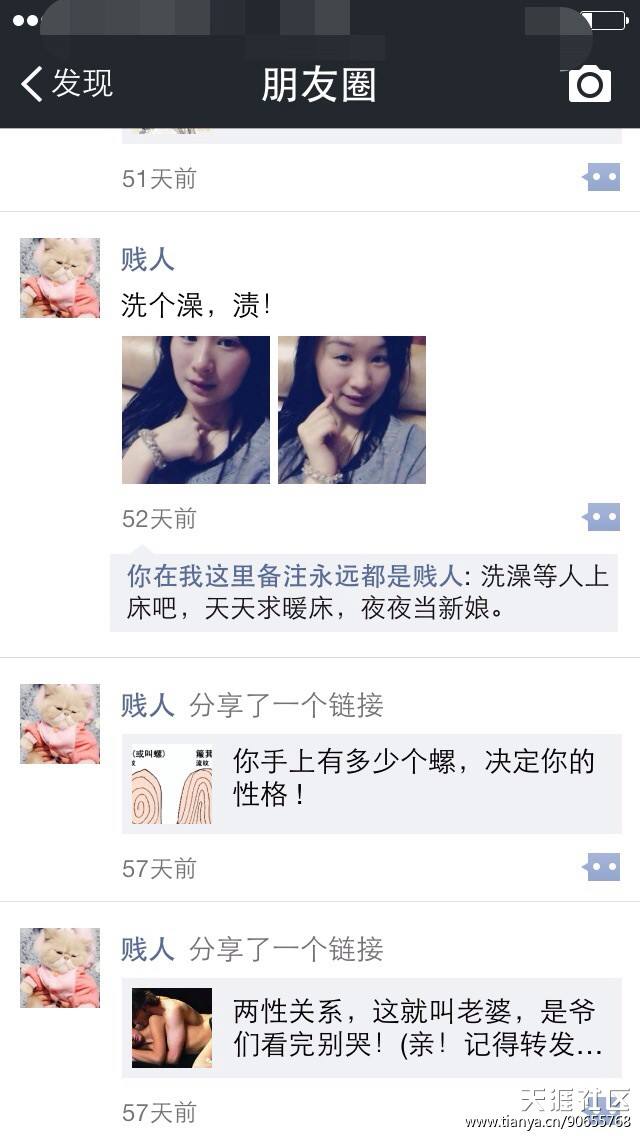 发现
朋友圈
51天前
贱人
洗个澡，渍！
52天前
你在我这里备注永远都是贱人: 洗澡等人上
床吧，天天求暖床，夜夜当新娘。
贱人 分享了一个链接
(或叫螺) 簸箕
流纹
你手上有多少个螺，决定你的
性格！
57天前
贱人 分享了一个链接
两性关系，这就叫老婆，是爷
们看完别哭！(亲！记得转发...
57天前
天涯社区
www.tianya.cn/90655768